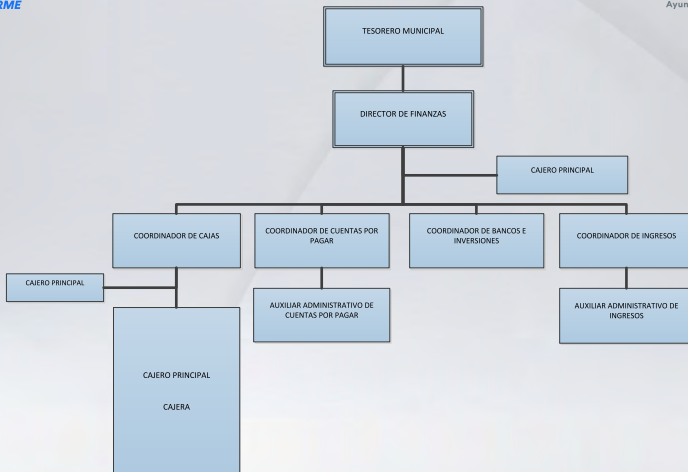 RME
Ayun
TESORERO MUNICIPAL
DIRECTOR DE FINANZAS
CAJERO PRINCIPAL
COORDINADOR DE CAJAS
COORDINADOR DE CUENTAS POR
PAGAR
COORDINADOR DE BANCOS E
INVERSIONES
COORDINADOR DE INGRESOS
CAJERO PRINCIPAL
AUXILIAR ADMINISTRATIVO DE
CUENTAS POR PAGAR
AUXILIAR ADMINISTRATIVO DE
INGRESOS
CAJERO PRINCIPAL
CAJERA